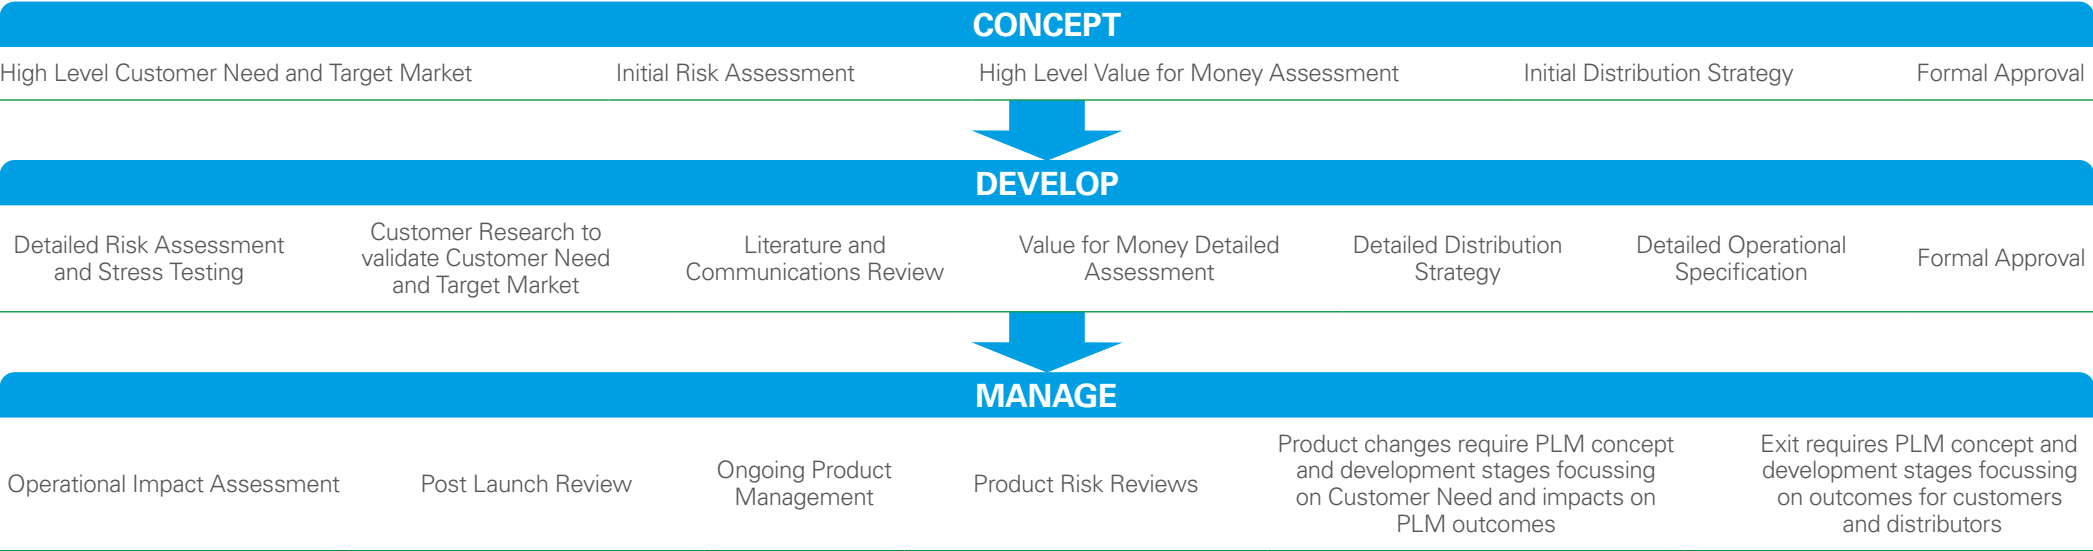 CONCEPT
High Level Customer Need and Target Market
Initial Risk Assessment
High Level Value for Money Assessment
Initial Distribution Strategy
Formal Approval
DEVELOP
Detailed Risk Assessment
and Stress Testing
Customer Research to
validate Customer Need
and Target Market
Literature and
Communications Review
Value for Money Detailed
Assessment
Detailed Distribution
Strategy
Detailed Operational
Specification
Formal Approval
MANAGE
Operational Impact Assessment
Post Launch Review
Ongoing Product
Management
Product Risk Reviews
Product changes require PLM concept
and development stages focussing
on Customer Need and impacts on
PLM outcomes
Exit requires PLM concept and
development stages focussing
on outcomes for customers
and distributors